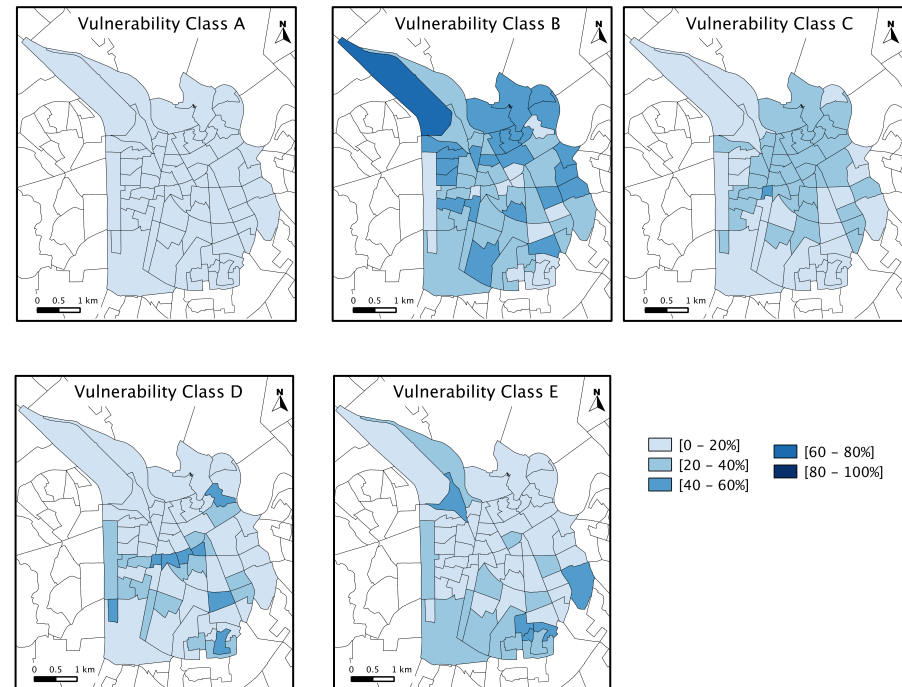 Vulnerability Class A
N
0 0.5 1 km
Vulnerability Class B
N
0 0.5 1 km
Vulnerability Class C
N
0 0.5 1 km
Vulnerability Class D
N
0 0.5 1 km
Vulnerability Class E
N
0 0.5 1 km
[0 – 20%]
[20 – 40%]
[40 – 60%]
[60 – 80%]
[80 – 100%]